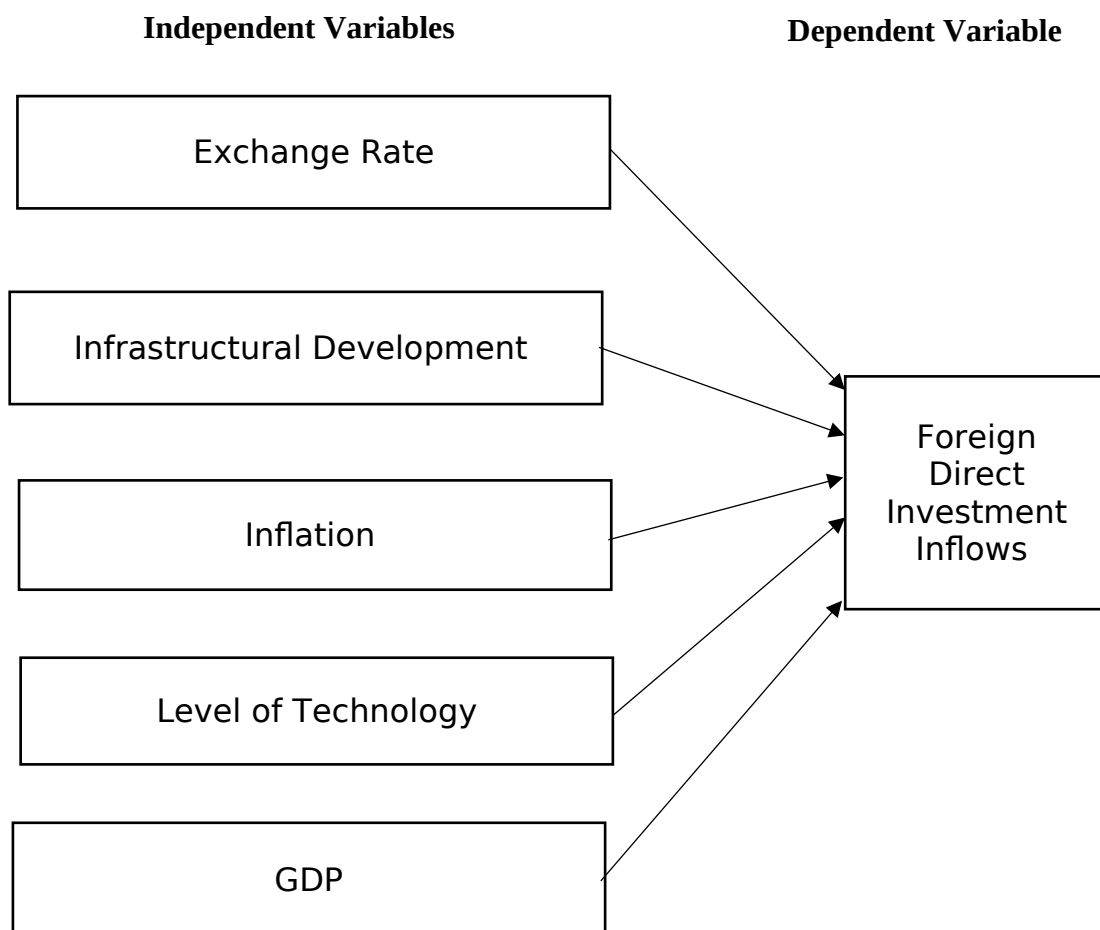 Independent Variables
Dependent Variable
Exchange Rate
Infrastructural Development
Inflation
Level of Technology
GDP
Foreign
Direct
Investment
Inflows